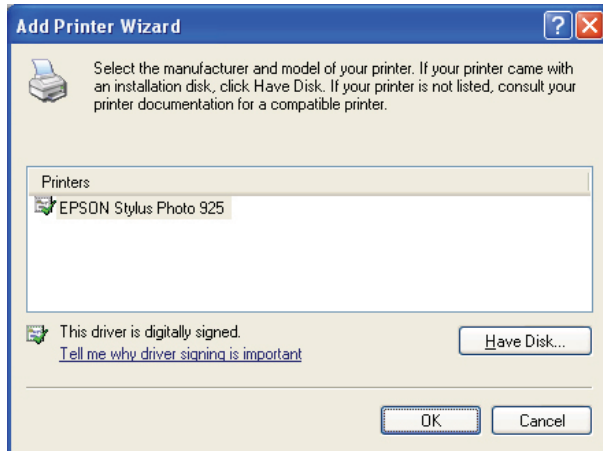 Add Printer Wizard
Select the manufacturer and model of your printer. If your printer came with
an installation disk, click Have Disk. If your printer is not listed, consult your
printer documentation for a compatible printer.
Printers
EPSON Stylus Photo 925
This driver is digitally signed.
Tell me why driver signing is important
Have Disk...
OK
Cancel